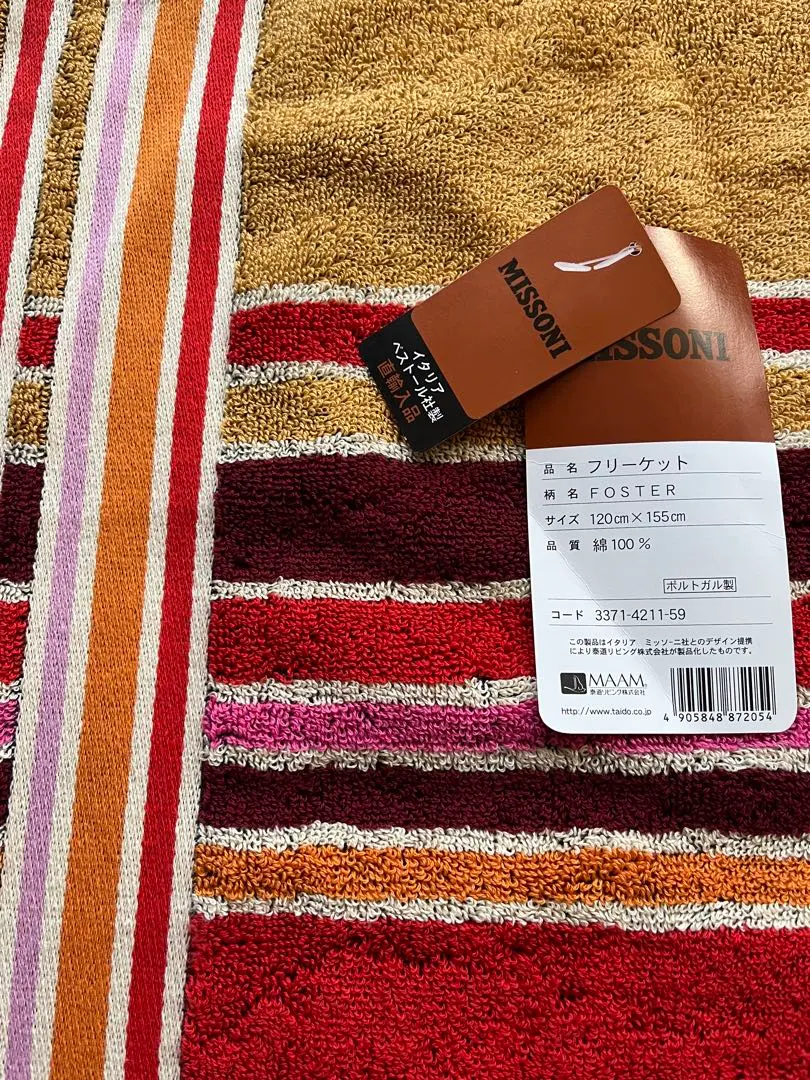 MISSONI
イタリア
ベストール社製
直輸入品
MISSONI
品 名 フリーケット
柄 名 FOSTER
サイズ 120cm×155cm
品 質 綿100%
ポルトガル製
コード 3371-4211-59
この製品はイタリア ミッソーニ社とのデザイン提携
により泰道リビング株式会社が製品化したものです。
MAAM
泰道リビング株式会社
http://www.taido.co.jp
4 905848 872054